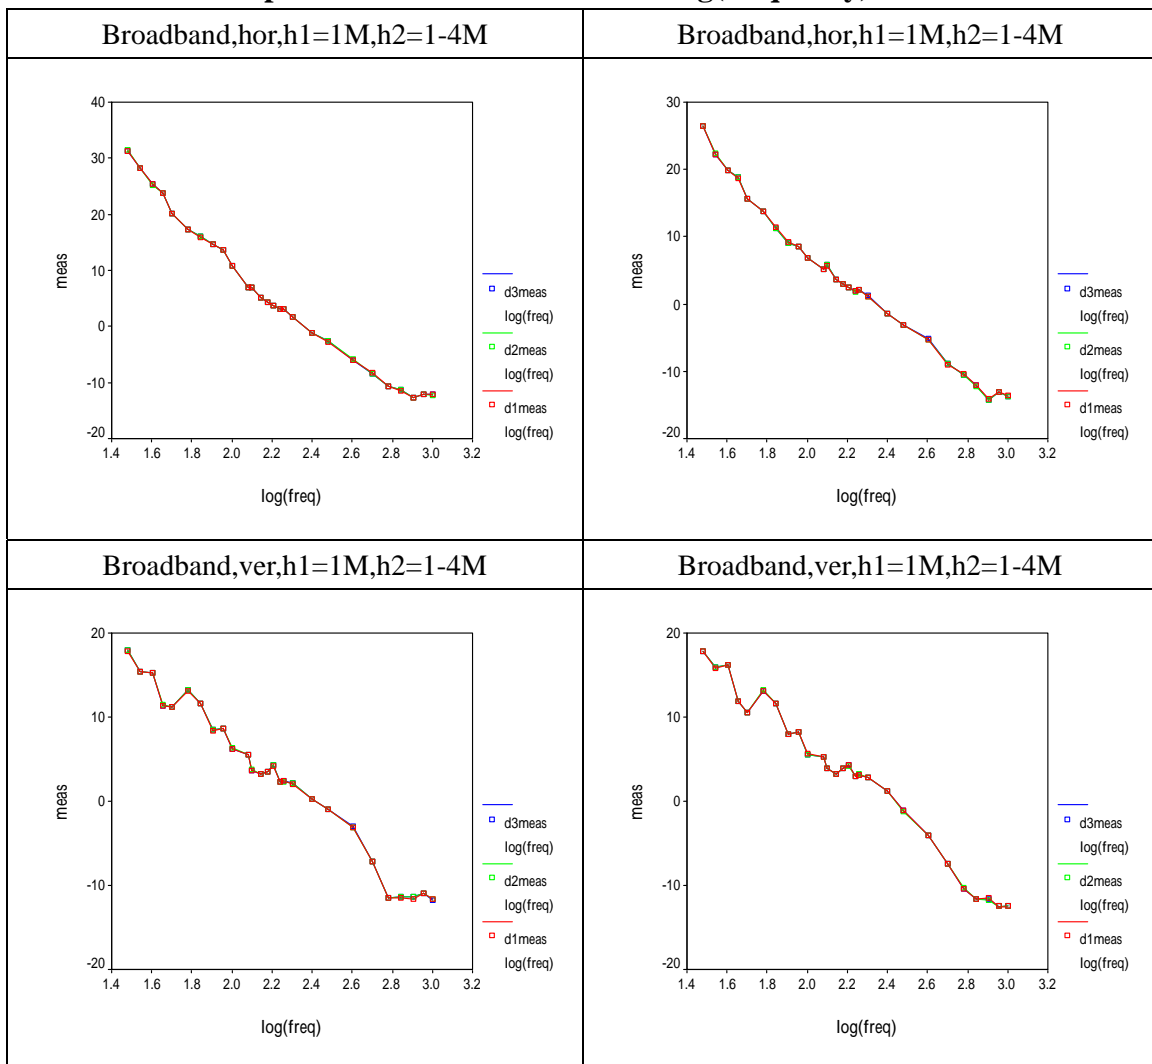 Broadband,hor,h1=1M,h2=1-4M
Broadband,hor,h1=1M,h2=1-4M
40
30
20
10
0
-10
-20
meas
1.4 1.6 1.8 2.0 2.2 2.4 2.6 2.8 3.0 3.2
log(freq)
d3meas
log(freq)
d2meas
log(freq)
d1meas
log(freq)
30
20
10
0
-10
-20
meas
1.4 1.6 1.8 2.0 2.2 2.4 2.6 2.8 3.0 3.2
log(freq)
d3meas
log(freq)
d2meas
log(freq)
d1meas
log(freq)
Broadband,ver,h1=1M,h2=1-4M
Broadband,ver,h1=1M,h2=1-4M
20
10
0
-10
-20
meas
1.4 1.6 1.8 2.0 2.2 2.4 2.6 2.8 3.0 3.2
log(freq)
d3meas
log(freq)
d2meas
log(freq)
d1meas
log(freq)
20
10
0
-10
-20
meas
1.4 1.6 1.8 2.0 2.2 2.4 2.6 2.8 3.0 3.2
log(freq)
d3meas
log(freq)
d2meas
log(freq)
d1meas
log(freq)